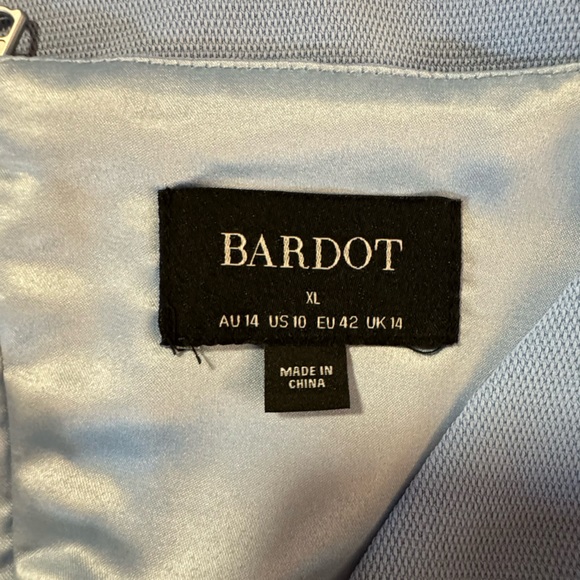 BARDOT
XL
AU 14 US 10 EU 42 UK 14
MADE IN
CHINA